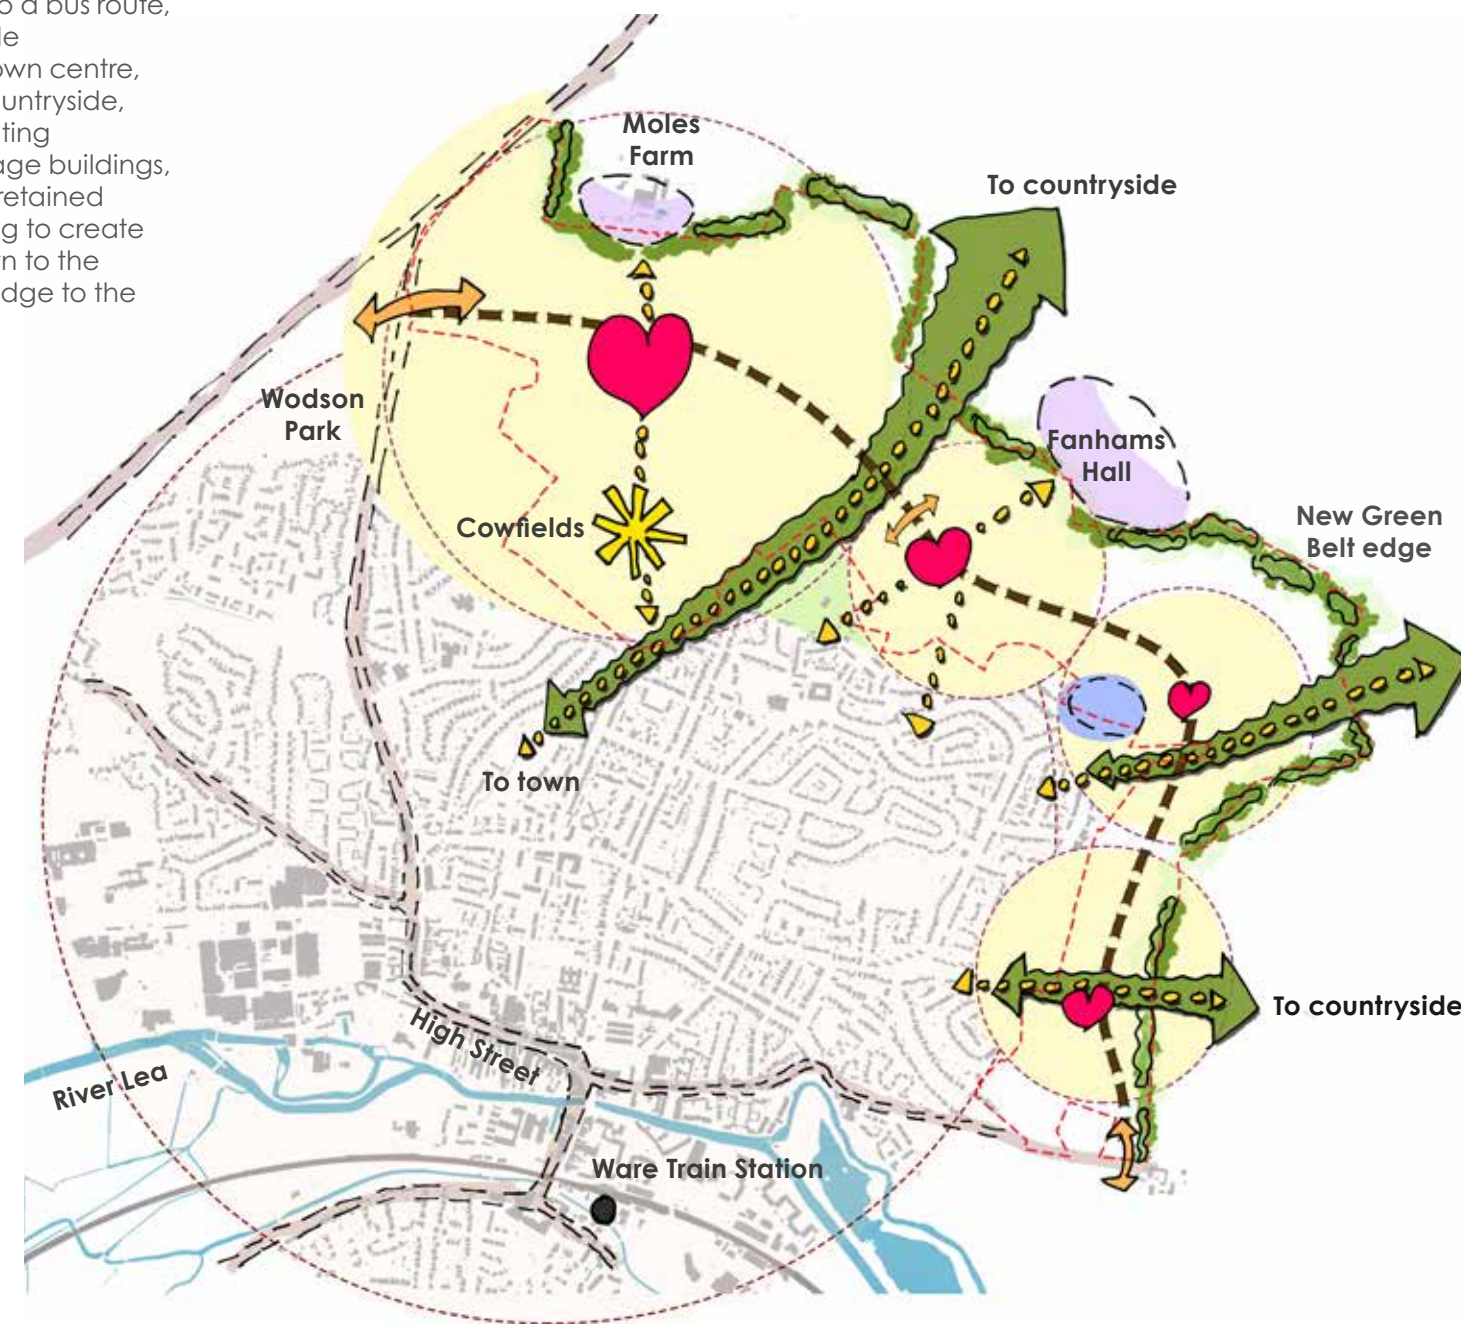 o a bus route,
le
own centre,
untryside,
ting
age buildings,
retained
g to create
n to the
dge to the
Moles
Farm
To countryside
Wodson
Park
Fanhams
Hall
Cowfields
New Green
Belt edge
To town
To countryside
High Street
River Lea
Ware Train Station